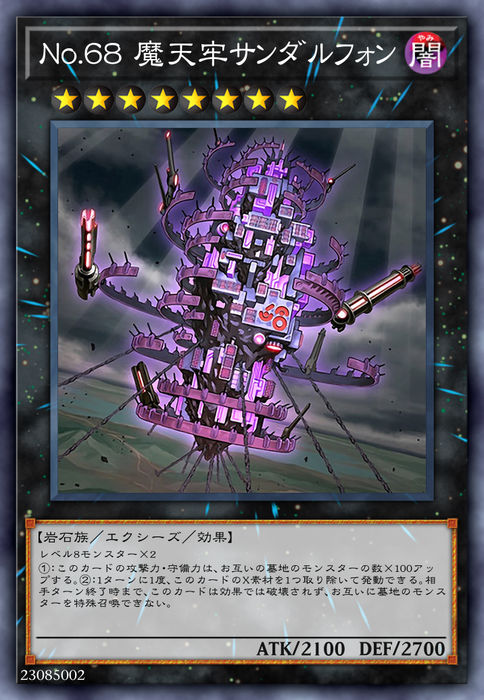 No.68 魔天牢サンダルフォン
やみ
闇
68
【岩石族／エクシーズ／効果】
レベル8モンスター×2
①:このカードの攻撃力・守備力は、お互いの墓地のモンスターの数×100アッ
プする。②:1ターンに1度、このカードのX素材を1つ取り除いて発動できる。相
手ターン終了時まで、このカードは効果では破壊されず、お互いに墓地のモンス
ターを特殊召喚できない。
ATK/2100 DEF/2700
23085002